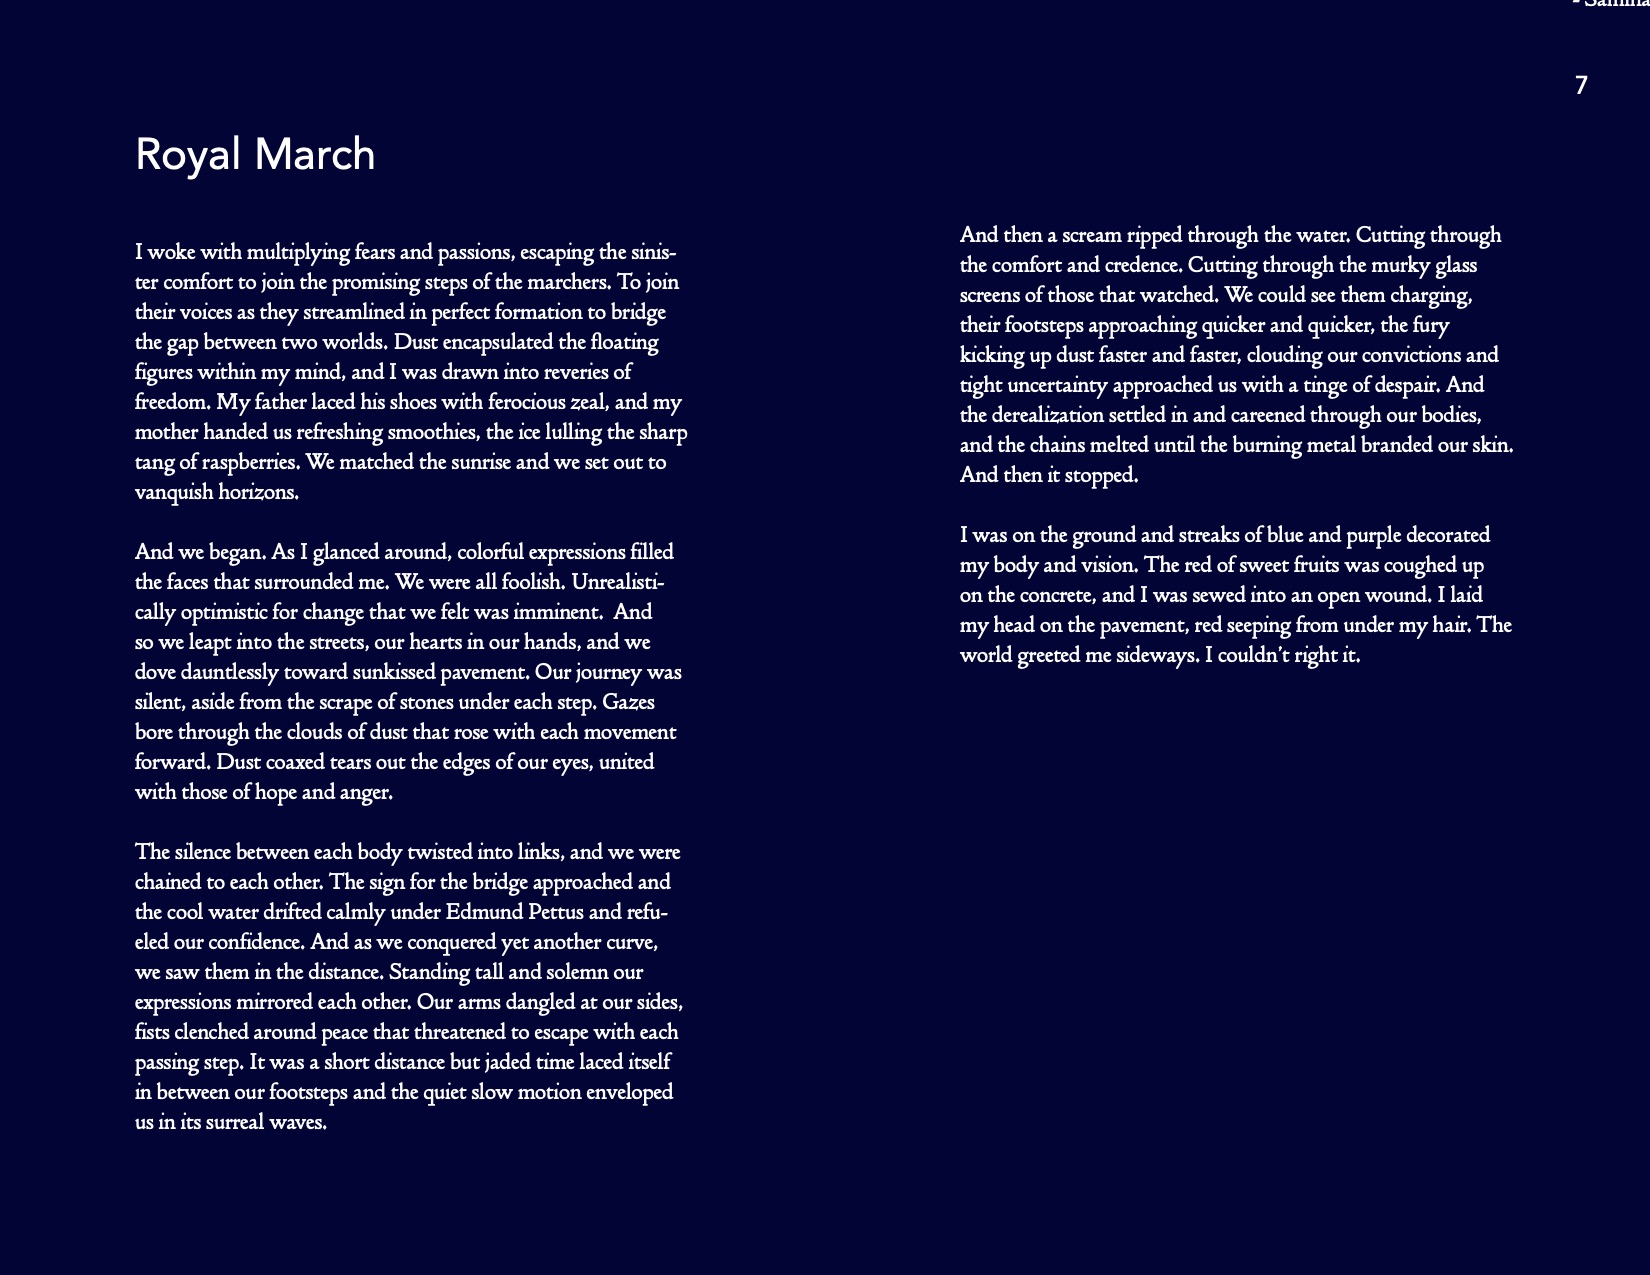 7
Royal March
I woke with multiplying fears and passions, escaping the sinis-
ter comfort to join the promising steps of the marchers. To join
their voices as they streamlined in perfect formation to bridge
the gap between two worlds. Dust encapsulated the floating
figures within my mind, and I was drawn into reveries of
freedom. My father laced his shoes with ferocious zeal, and my
mother handed us refreshing smoothies, the ice lulling the sharp
tang of raspberries. We matched the sunrise and we set out to
vanquish horizons.
And we began. As I glanced around, colorful expressions filled
the faces that surrounded me. We were all foolish. Unrealisti-
cally optimistic for change that we felt was imminent.  And
so we leapt into the streets, our hearts in our hands, and we
dove dauntlessly toward sunkissed pavement. Our journey was
silent, aside from the scrape of stones under each step. Gazes
bore through the clouds of dust that rose with each movement
forward. Dust coaxed tears out the edges of our eyes, united
with those of hope and anger.
The silence between each body twisted into links, and we were
chained to each other. The sign for the bridge approached and
the cool water drifted calmly under Edmund Pettus and refu-
eled our confidence. And as we conquered yet another curve,
we saw them in the distance. Standing tall and solemn our
expressions mirrored each other. Our arms dangled at our sides,
fists clenched around peace that threatened to escape with each
passing step. It was a short distance but jaded time laced itself
in between our footsteps and the quiet slow motion enveloped
us in its surreal waves.
And then a scream ripped through the water. Cutting through
the comfort and credence. Cutting through the murky glass
screens of those that watched. We could see them charging,
their footsteps approaching quicker and quicker, the fury
kicking up dust faster and faster, clouding our convictions and
tight uncertainty approached us with a tinge of despair. And
the derealization settled in and careened through our bodies,
and the chains melted until the burning metal branded our skin.
And then it stopped.
I was on the ground and streaks of blue and purple decorated
my body and vision. The red of sweet fruits was coughed up
on the concrete, and I was sewed into an open wound. I laid
my head on the pavement, red seeping from under my hair. The
world greeted me sideways. I couldn't right it.